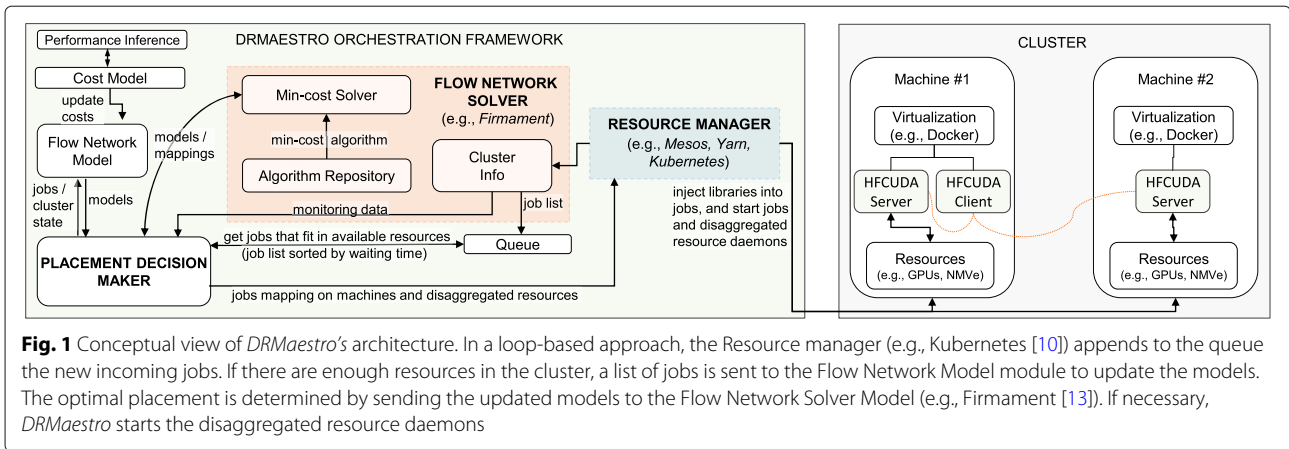 Performance Inference
DRMAESTRO ORCHESTRATION FRAMEWORK
Cost Model
update
costs
Flow Network
Model
jobs /
cluster
state
models
models /
mappings
FLOW NETWORK
SOLVER
(e.g., Firmament)
Min-cost Solver
min-cost algorithm
Algorithm Repository
Cluster
Info
monitoring data
job list
Queue
get jobs that fit in available resources
(job list sorted by waiting time)
PLACEMENT DECISION
MAKER
jobs mapping on machines and disaggregated resources
RESOURCE MANAGER
(e.g., Mesos, Yarn,
Kubernetes)
inject libraries into
jobs, and start jobs
and disaggregated
resource daemons
CLUSTER
Machine #1
Virtualization
(e.g., Docker)
HFCUDA
Server
HFCUDA
Client
Resources
(e.g., GPUs, NMVe)
Machine #2
Virtualization
(e.g., Docker)
HFCUDA
Server
Resources
(e.g., GPUs, NMVe)
Fig. 1 Conceptual view of DRMaestro's architecture. In a loop-based approach, the Resource manager (e.g., Kubernetes [10]) appends to the queue
the new incoming jobs. If there are enough resources in the cluster, a list of jobs is sent to the Flow Network Model module to update the models.
The optimal placement is determined by sending the updated models to the Flow Network Solver Model (e.g., Firmament [13]). If necessary,
DRMaestro starts the disaggregated resource daemons